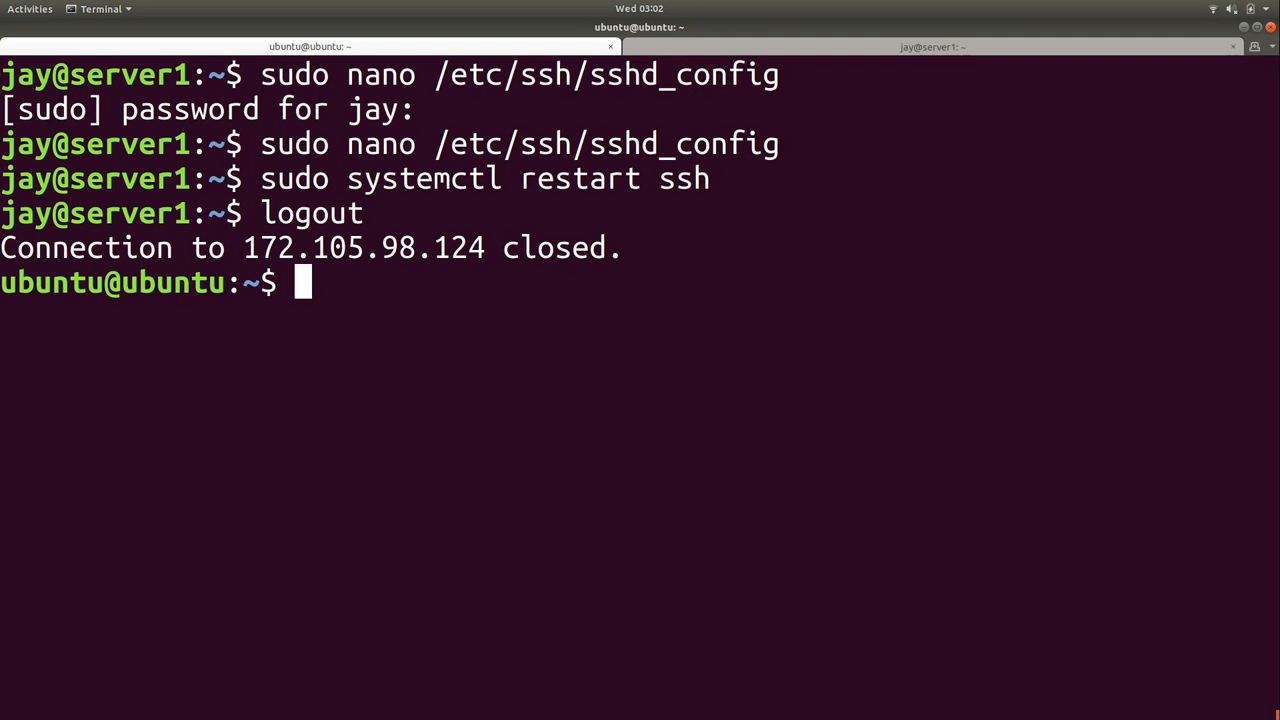 Activities Terminal Wed 03:02
ubuntu@ubuntu: ~
ubuntu@ubuntu: ~ × jay@server1: ~ ×
jay@server1:~$ sudo nano /etc/ssh/sshd_config
[sudo] password for jay:
jay@server1:~$ sudo nano /etc/ssh/sshd_config
jay@server1:~$ sudo systemctl restart ssh
jay@server1:~$ logout
Connection to 172.105.98.124 closed.
ubuntu@ubuntu:~$